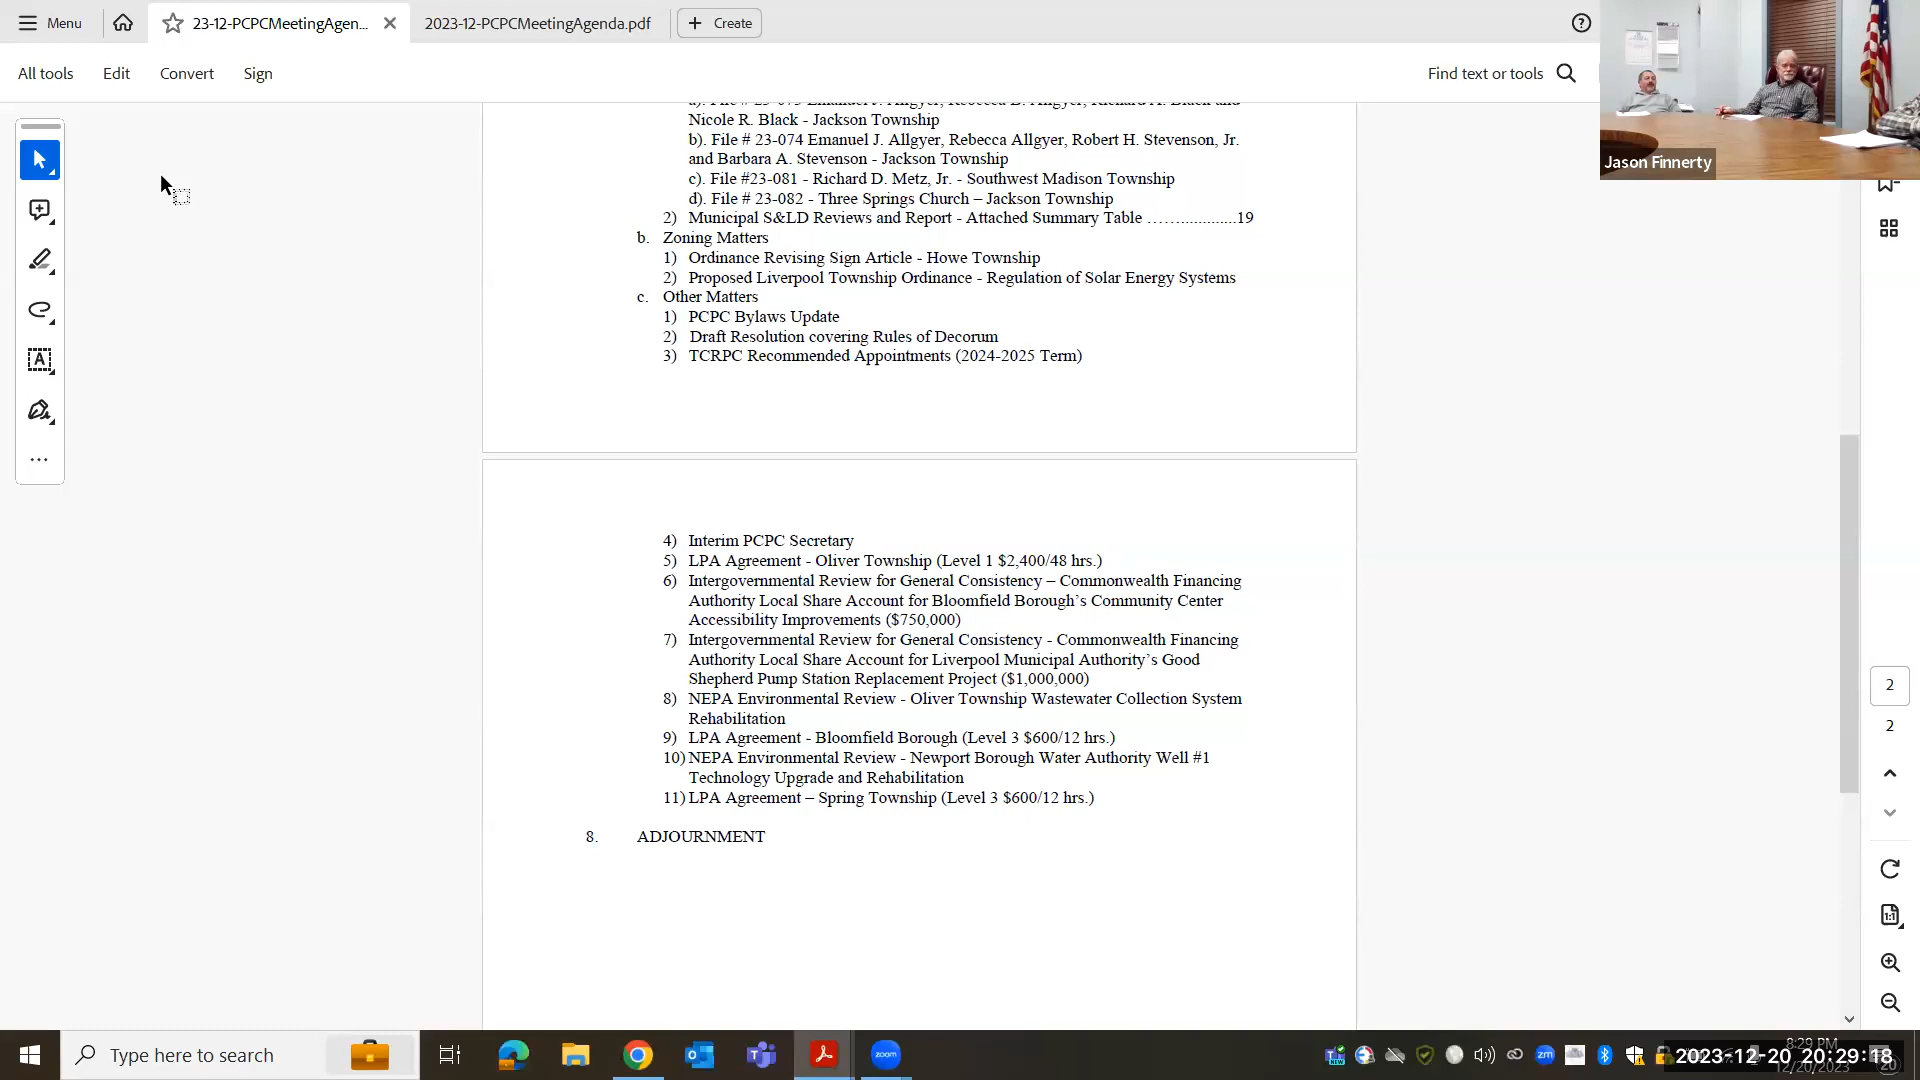 Menu
23-12-PCPCMeetingAgen...
2023-12-PCPCMeetingAgenda.pdf
Create
All tools
Edit
Convert
Sign
Find text or tools
Jason Finnerty
Nicole R. Black - Jackson Township
b). File # 23-074 Emanuel J. Allgyer, Rebecca Allgyer, Robert H. Stevenson, Jr.
and Barbara A. Stevenson - Jackson Township
c). File #23-081 - Richard D. Metz, Jr. - Southwest Madison Township
d). File # 23-082 - Three Springs Church – Jackson Township
2) Municipal S&LD Reviews and Report - Attached Summary Table ……............19
b. Zoning Matters
1) Ordinance Revising Sign Article - Howe Township
2) Proposed Liverpool Township Ordinance - Regulation of Solar Energy Systems
c. Other Matters
1) PCPC Bylaws Update
2) Draft Resolution covering Rules of Decorum
3) TCRPC Recommended Appointments (2024-2025 Term)
4) Interim PCPC Secretary
5) LPA Agreement - Oliver Township (Level 1 $2,400/48 hrs.)
6) Intergovernmental Review for General Consistency – Commonwealth Financing
Authority Local Share Account for Bloomfield Borough’s Community Center
Accessibility Improvements ($750,000)
7) Intergovernmental Review for General Consistency - Commonwealth Financing
Authority Local Share Account for Liverpool Municipal Authority’s Good
Shepherd Pump Station Replacement Project ($1,000,000)
8) NEPA Environmental Review - Oliver Township Wastewater Collection System
Rehabilitation
9) LPA Agreement - Bloomfield Borough (Level 3 $600/12 hrs.)
10) NEPA Environmental Review - Newport Borough Water Authority Well #1
Technology Upgrade and Rehabilitation
11) LPA Agreement – Spring Township (Level 3 $600/12 hrs.)
8. ADJOURNMENT
2
2
Type here to search
zoom
zm
8:29 PM
2023-12-20 20:29:18
12/20/2023
20